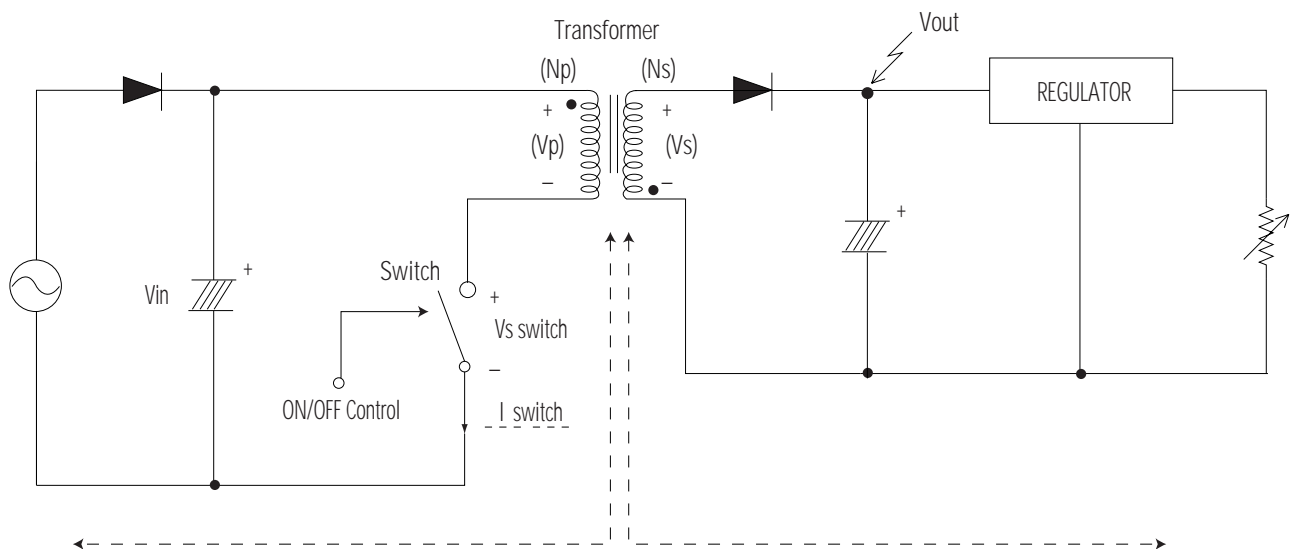 Transformer
Vout
(Np)
(Ns)
REGULATOR
+
+
(Vp)
(Vs)
–
–
+
Switch
+
Vin
+
Vs switch
–
ON/OFF Control
I switch